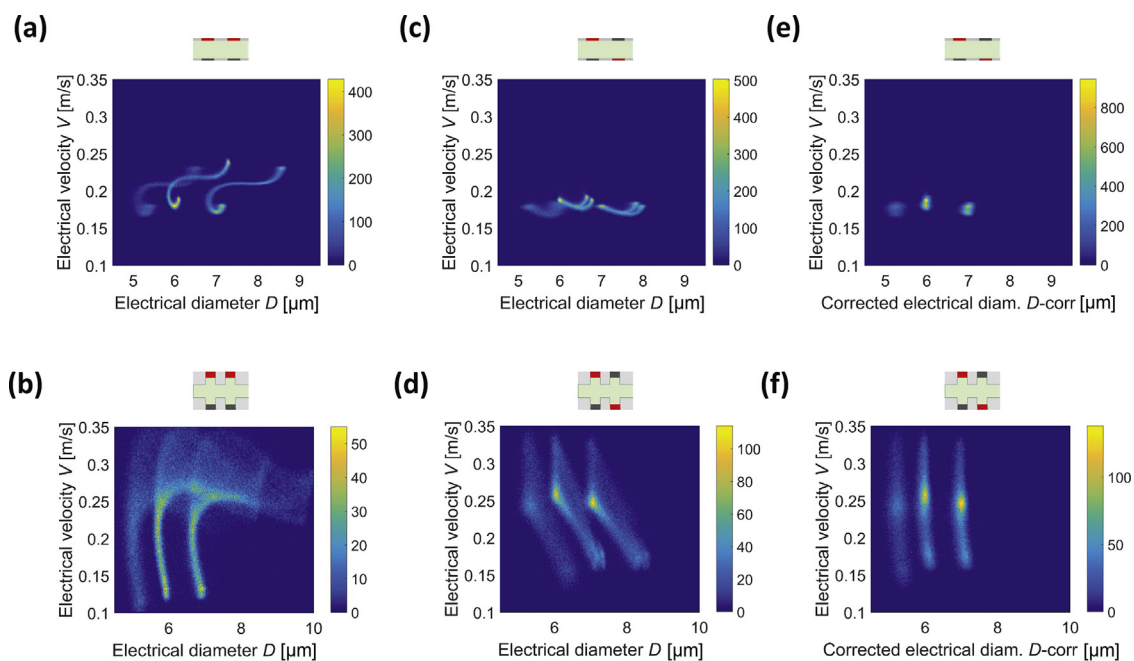 (a)
(c)
(e)
Electrical velocity V [m/s]
0.35
0.3
0.25
0.2
0.15
0.1
5 6 7 8 9
Electrical diameter D [µm]
400
300
200
100
0
Electrical velocity V [m/s]
0.35
0.3
0.25
0.2
0.15
0.1
5 6 7 8 9
Electrical diameter D [µm]
500
400
300
200
100
0
Electrical velocity V [m/s]
0.35
0.3
0.25
0.2
0.15
0.1
5 6 7 8 9
Corrected electrical diam. D-corr [µm]
800
600
400
200
0
(b)
(d)
(f)
Electrical velocity V [m/s]
0.35
0.3
0.25
0.2
0.15
0.1
6 8 10
Electrical diameter D [µm]
50
40
30
20
10
0
Electrical velocity V [m/s]
0.35
0.3
0.25
0.2
0.15
0.1
6 8 10
Electrical diameter D [µm]
100
80
60
40
20
0
Electrical velocity V [m/s]
0.35
0.3
0.25
0.2
0.15
0.1
6 8 10
Corrected electrical diam. D-corr [µm]
100
50
0